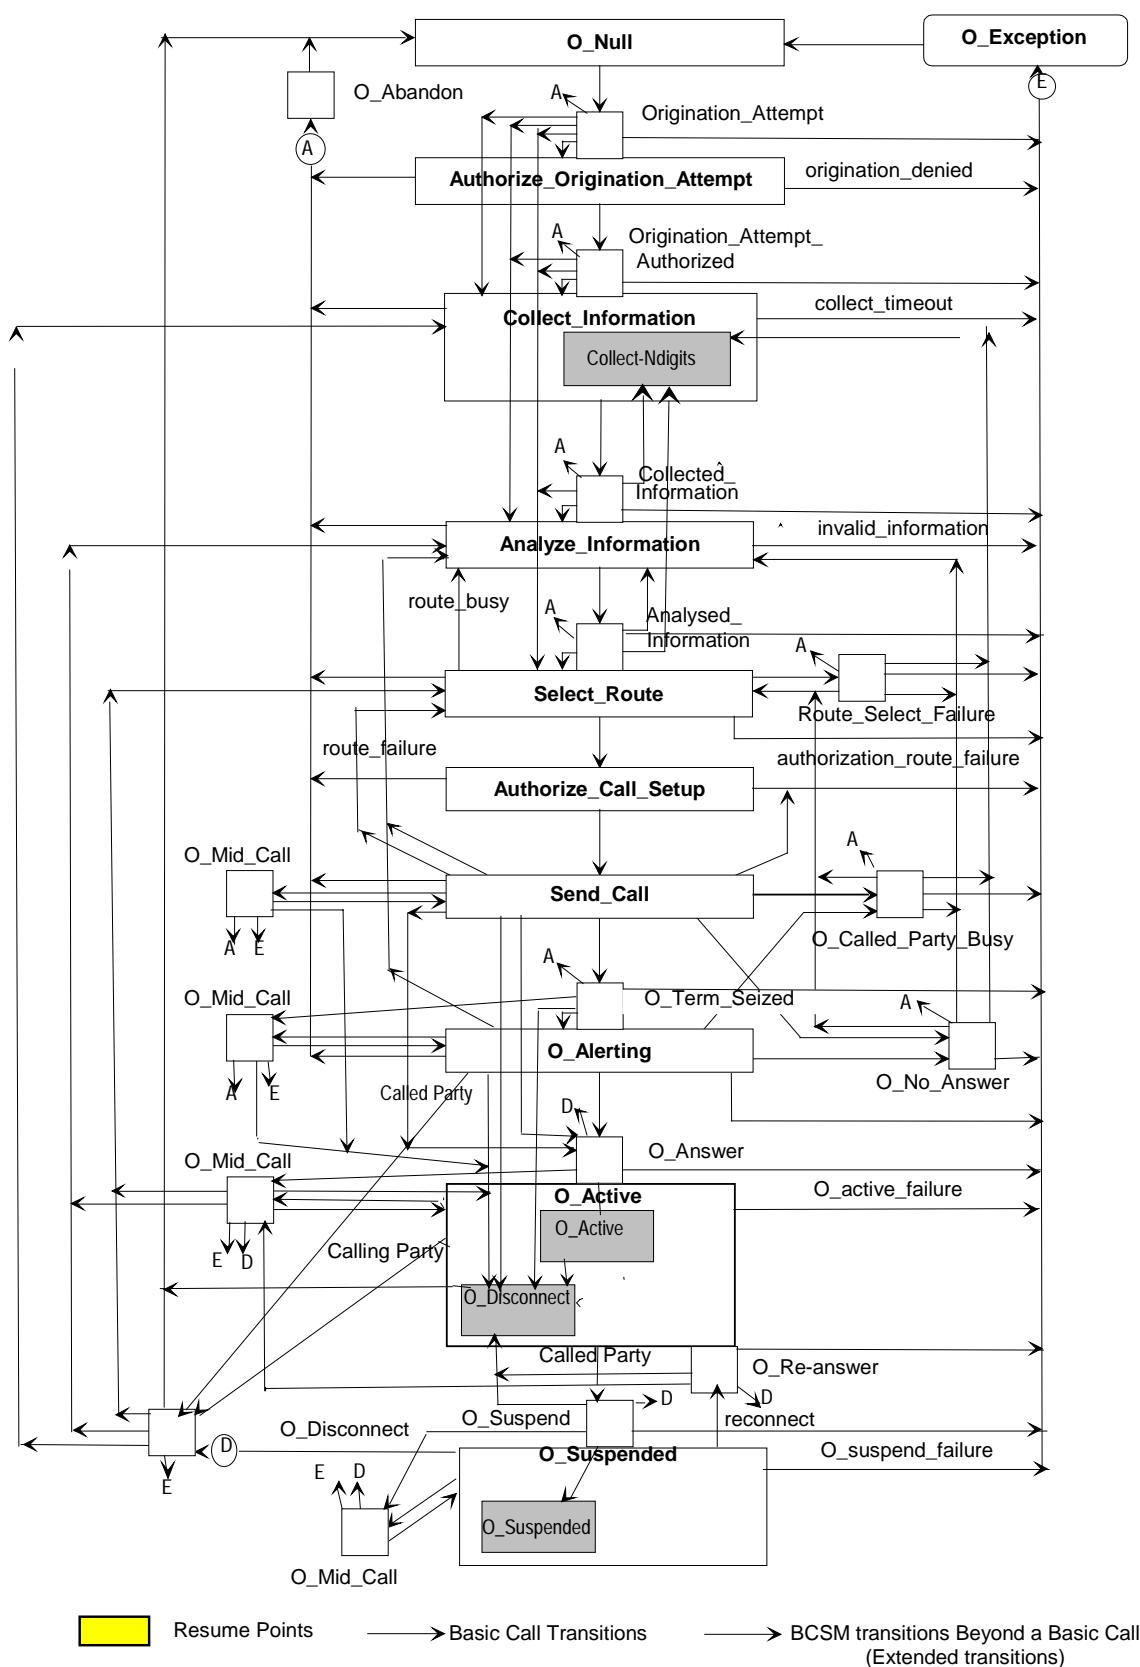 O_Null
O_Exception
E
O_Abandon
A
Origination_Attempt
A
Authorize_Origination_Attempt
origination_denied
A
Origination_Attempt_
Authorized
collect_timeout
Collect_Information
Collect-Ndigits
A
Collected_
Information
invalid_information
Analyze_Information
route_busy
A
Analysed_
Information
A
Select_Route
Route_Select_Failure
route_failure
authorization_route_failure
Authorize_Call_Setup
A
O_Mid_Call
Send_Call
A
E
O_Called_Party_Busy
A
O_Mid_Call
O_Term_Seized
A
O_Alerting
A
E
Called Party
O_No_Answer
D
O_Answer
O_Mid_Call
O_active_failure
O_Active
O_Active
E
D
Calling Party
O_Disconnect
Called Party
O_Re-answer
D
D
O_Suspend
reconnect
O_Disconnect
D
O_Suspended
O_suspend_failure
E
E
D
O_Suspended
O_Mid_Call
Resume Points
Basic Call Transitions
BCSM transitions Beyond a Basic Call
(Extended transitions)